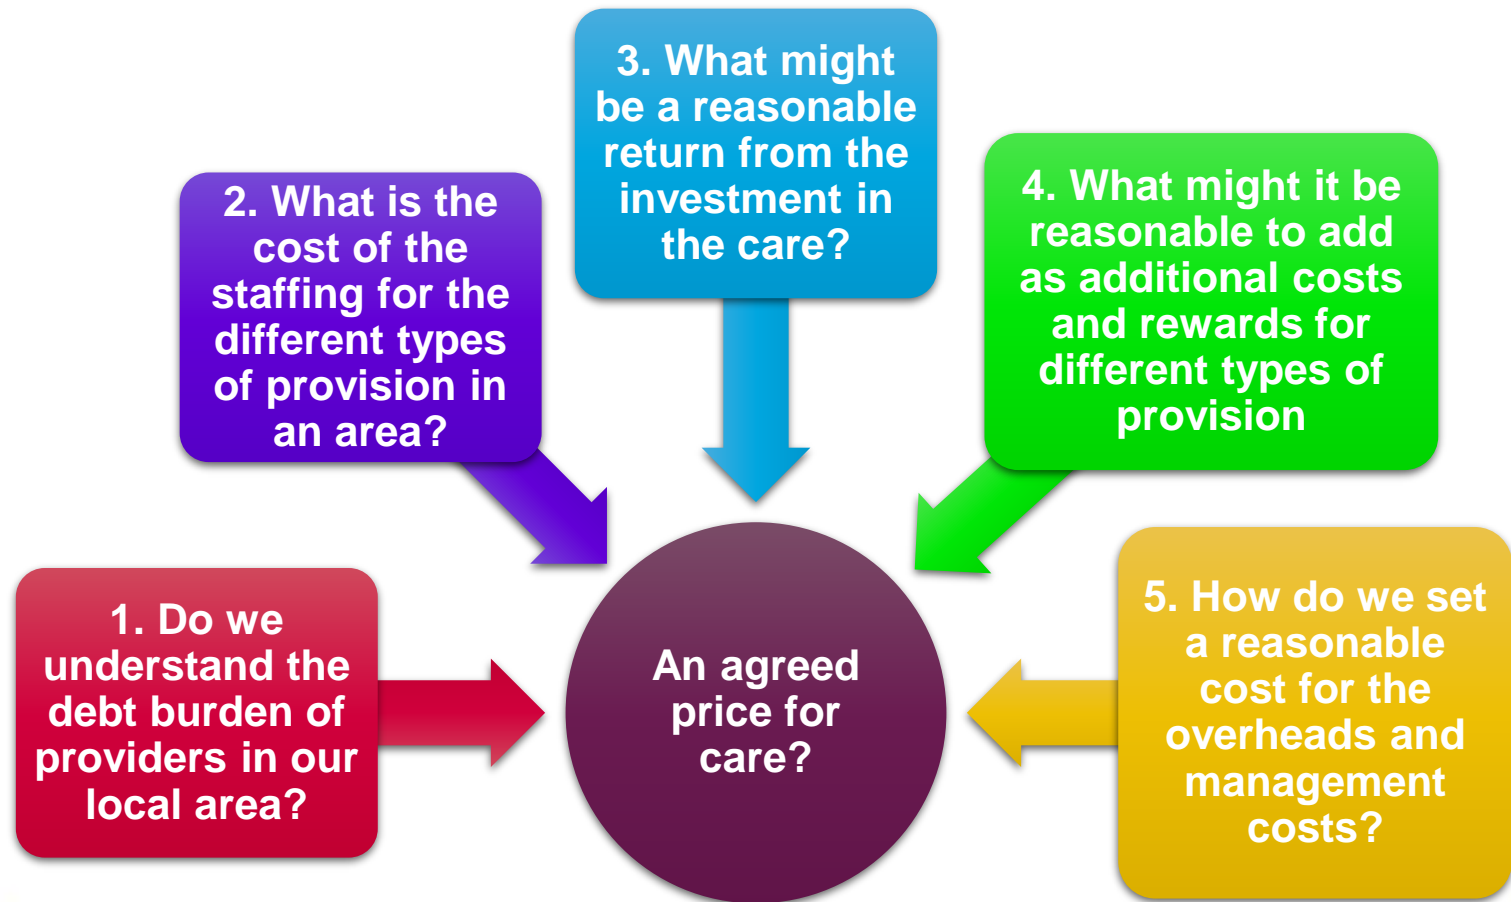 1. Do we
understand the
debt burden of
providers in our
local area?
2. What is the
cost of the
staffing for the
different types
of provision in
an area?
3. What might
be a reasonable
return from the
investment in
the care?
4. What might it be
reasonable to add
as additional costs
and rewards for
different types of
provision
5. How do we set
a reasonable
cost for the
overheads and
management
costs?
An agreed
price for
care?